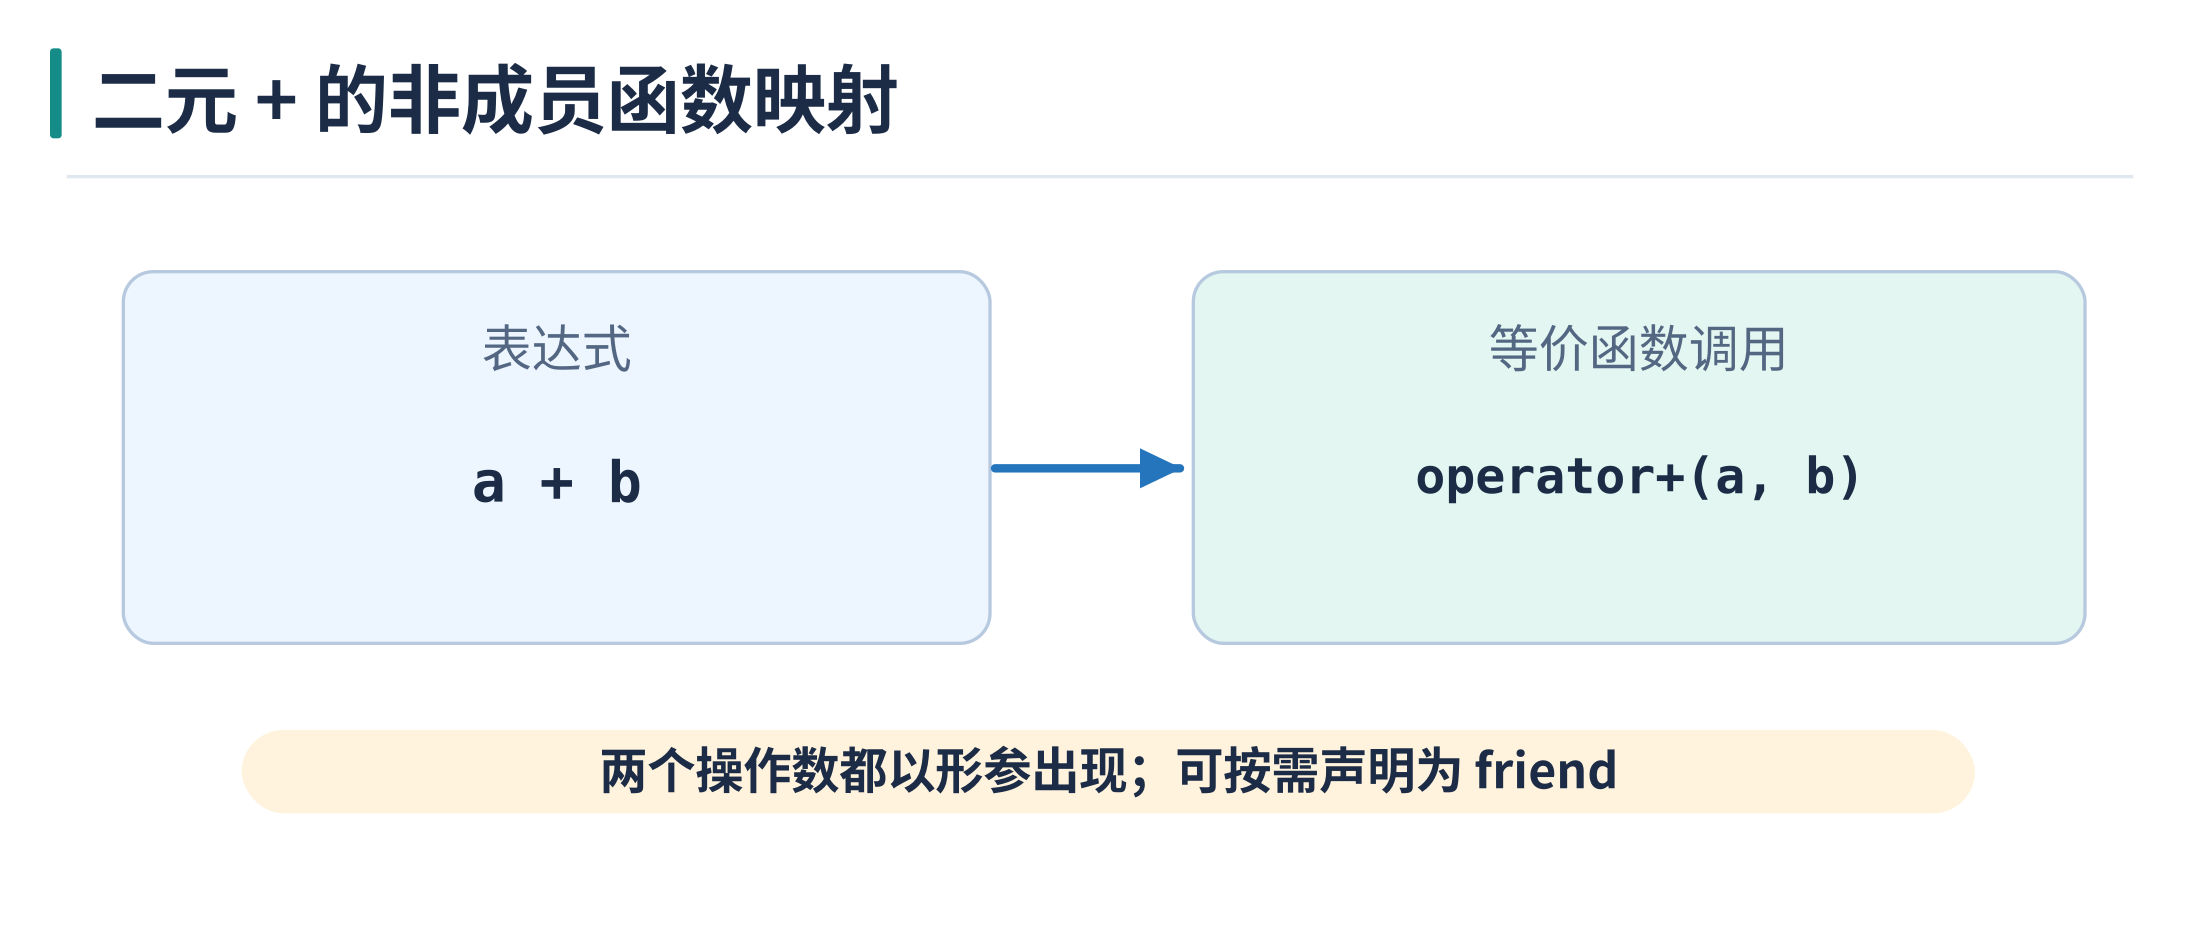 二元 + 的非成员函数映射
表达式
a + b
等价函数调用
operator+(a, b)
两个操作数都以形参出现；可按需声明为 friend